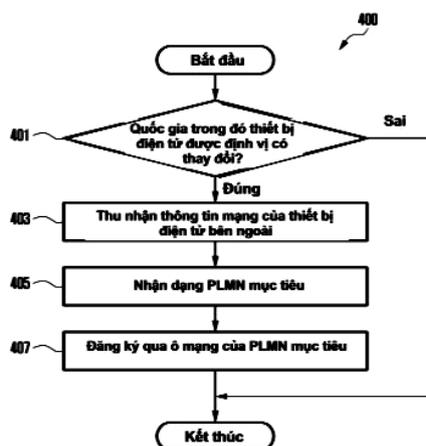 400
Bắt đầu
401
Quốc gia trong đó thiết bị
điện tử được định vị có
thay đổi?
Sai
Đúng
403
Thu nhận thông tin mạng của thiết bị
điện tử bên ngoài
405
Nhận dạng PLMN mục tiêu
407
Đăng ký qua ô mạng của PLMN mục tiêu
Kết thúc